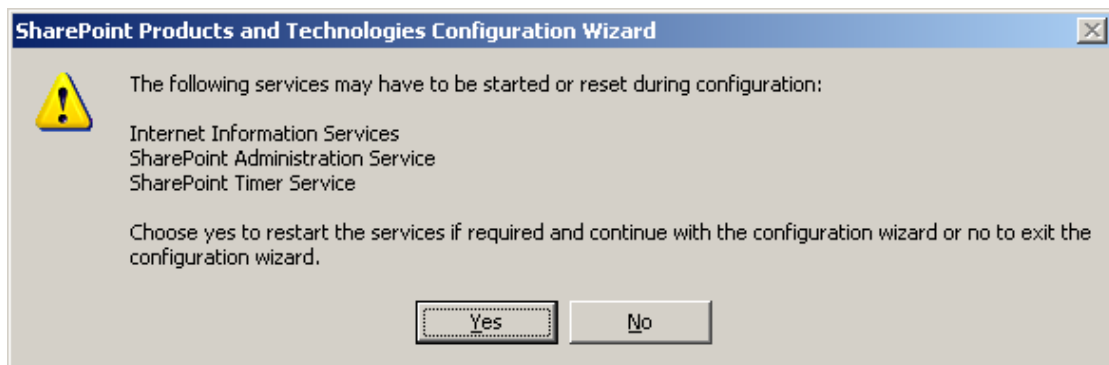 SharePoint Products and Technologies Configuration Wizard
The following services may have to be started or reset during configuration:
Internet Information Services
SharePoint Administration Service
SharePoint Timer Service
Choose yes to restart the services if required and continue with the configuration wizard or no to exit the
configuration wizard.
Yes No